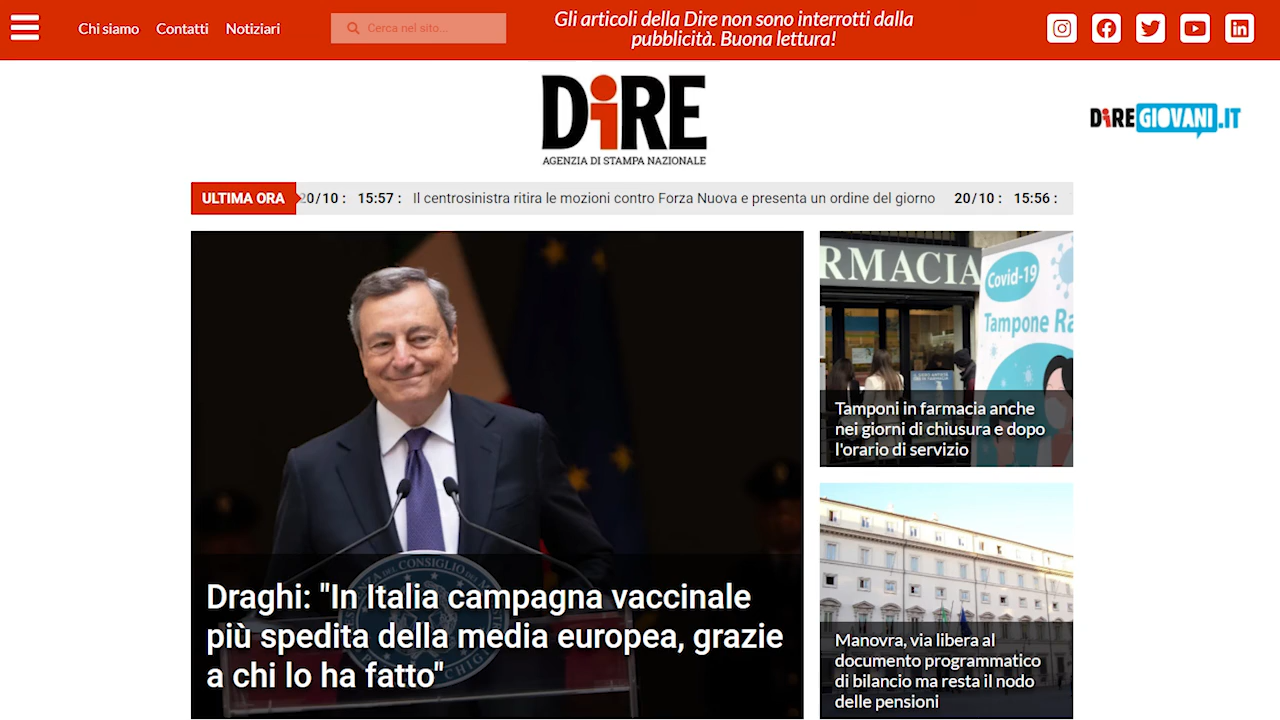 Chi siamo
Contatti
Notiziari
Cerca nel sito...
Gli articoli della Dire non sono interrotti dalla
pubblicità. Buona lettura!
DiRE
AGENZIA DI STAMPA NAZIONALE
DiREGIOVANI.IT
ULTIMA ORA
20/10 : 15:57 : Il centrosinistra ritira le mozioni contro Forza Nuova e presenta un ordine del giorno 20/10 : 15:56 :
Draghi: "In Italia campagna vaccinale
più spedita della media europea, grazie
a chi lo ha fatto"
RMACIA
Covid-19
Tampone Ra
Tamponi in farmacia anche
nei giorni di chiusura e dopo
l'orario di servizio
Manovra, via libera al
documento programmatico
di bilancio ma resta il nodo
delle pensioni